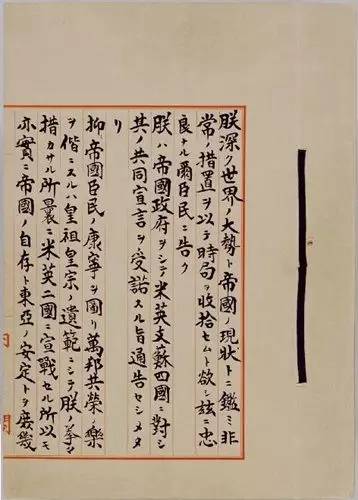 朕深ク世界ノ大勢ト帝國ノ現狀トニ鑑ミ非
常ノ措置ヲ以テ時局ヲ收拾セムト欲シ茲ニ忠
良ナル爾臣民ニ告ク
朕ハ帝國政府ヲシテ米英支蘇四國ニ對シ
其ノ共同宣言ヲ受諾スル旨通告セシメタ
リ
抑帝國臣民ノ康寧ヲ圖リ萬邦共榮ノ樂
ヲ偕ニスルハ皇祖皇宗ノ遺範ニシテ朕ノ拳々
措カサル所曩ニ米英二國ニ宣戰セル所以モ
亦實ニ帝國ノ自存ト東亞ノ安定トヲ庶幾
內閣